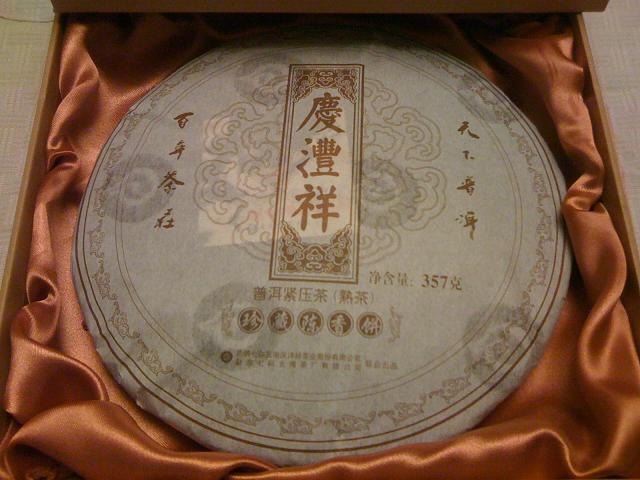 慶灃祥
天下普洱
百年茶莊
净含量: 357克
普洱紧压茶(熟茶)
珍藏陈香饼